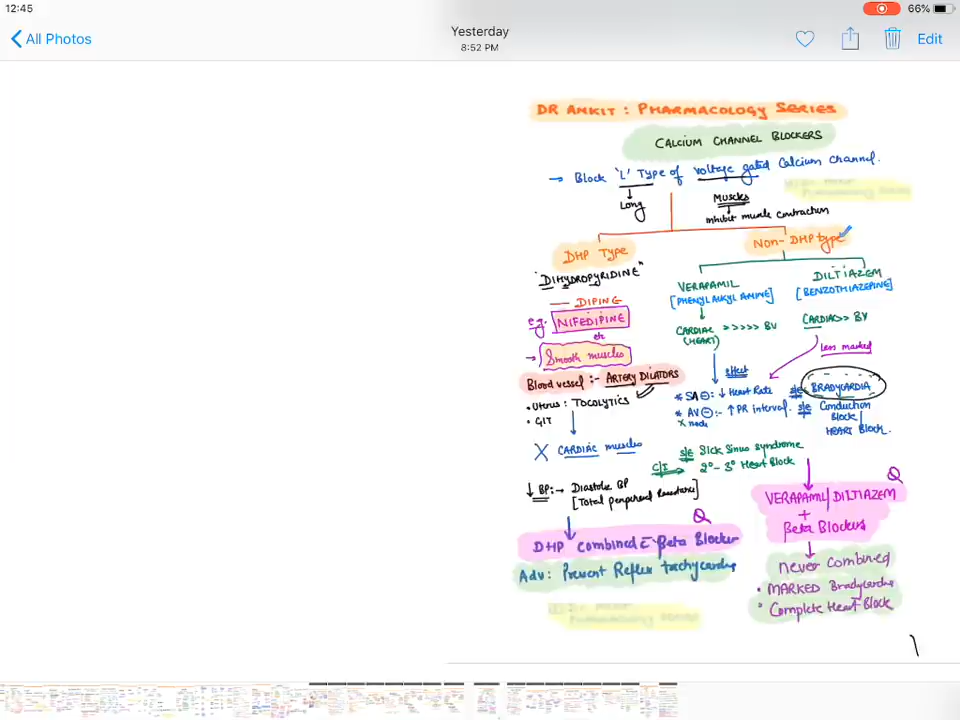 12:45
66%
All Photos
Yesterday
8:52 PM
Edit
DR ANKIT : PHARMACOLOGY SERIES
CALCIUM CHANNEL BLOCKERS
→ Block 'L' Type of voltage gated Calcium channel.
Long
Muscles
inhibit muscle contraction
DHP Type
"DIHYDROPYRIDINE"
— DIPING
e.g. NIFEDIPINE
etc
→ Smooth muscles
Blood vessel :- ARTERY DILATORS
• Uterus : TOCOLYTICS
• GIT
X CARDIAC muscles
↓ BP :→ Diastolic BP
[Total peripheral Resistance]
Q
DHP combined c̄ Beta Blocker
Adv: Prevent Reflex tachycardia
Non-DHP type
VERAPAMIL
[PHENYL ALKYL AMINE]
CARDIAC >>>>> BV
(HEART)
DILTIAZEM
[BENZOTHIAZEPINE]
CARDIAC >> BV
Less marked
effect
* SA ⊖: ↓ Heart Rate s/e BRADYCARDIA
* AV ⊖:- ↑ PR interval. s/e Conduction
X node
Block
HEART Block.
s/e Sick Sinus syndrome
C/I 2°- 3° Heart Block
Q
VERAPAMIL/DILTIAZEM
+
Beta Blockers
never combined
• MARKED Bradycardia
• Complete Heart Block